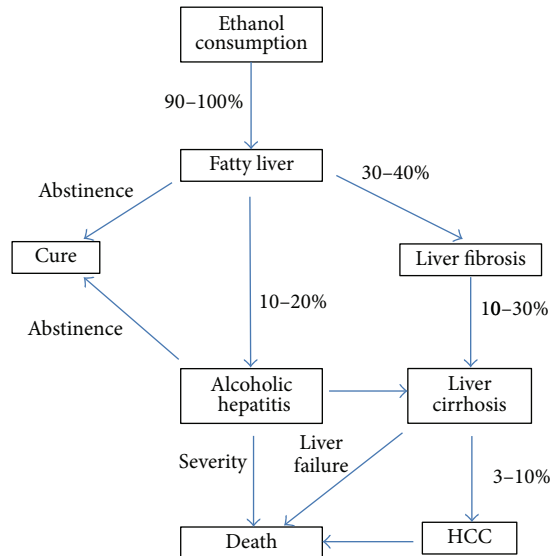 Ethanol
consumption
90–100%
Fatty liver
Abstinence
30–40%
Cure
Liver fibrosis
Abstinence
10–20%
10–30%
Alcoholic
hepatitis
Liver
cirrhosis
Severity
Liver
failure
3–10%
Death
HCC